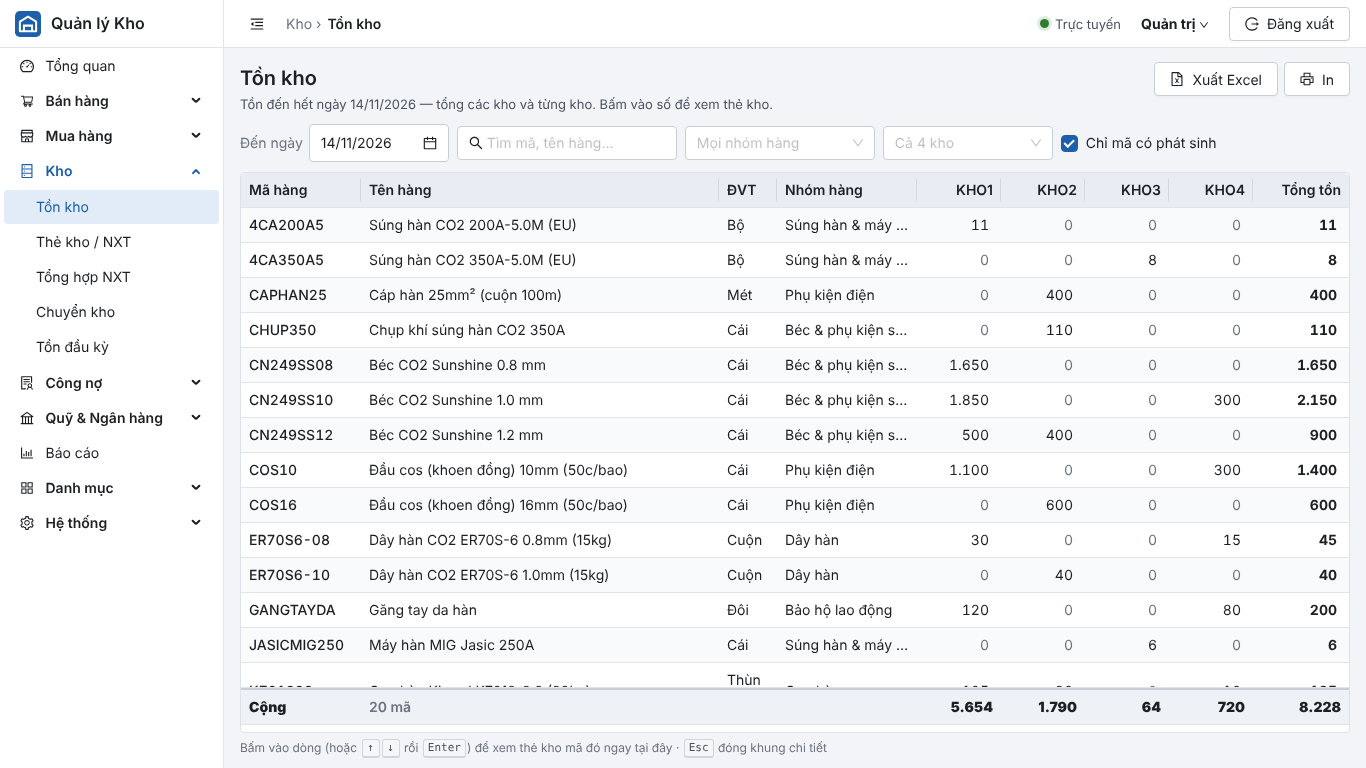 Quản lý Kho
Kho › Tồn kho
Trực tuyến
Quản trị
Đăng xuất
Tổng quan
Bán hàng
Mua hàng
Kho
Tồn kho
Thẻ kho / NXT
Tổng hợp NXT
Chuyển kho
Tồn đầu kỳ
Công nợ
Quỹ & Ngân hàng
Báo cáo
Danh mục
Hệ thống
Tồn kho
Xuất Excel
In
Tồn đến hết ngày 14/11/2026 — tổng các kho và từng kho. Bấm vào số để xem thẻ kho.
Đến ngày 14/11/2026 Tìm mã, tên hàng... Mọi nhóm hàng Cả 4 kho Chỉ mã có phát sinh
Mã hàng Tên hàng ĐVT Nhóm hàng KHO1 KHO2 KHO3 KHO4 Tổng tồn
4CA200A5 Súng hàn CO2 200A-5.0M (EU) Bộ Súng hàn & máy ... 11 0 0 0 11
4CA350A5 Súng hàn CO2 350A-5.0M (EU) Bộ Súng hàn & máy ... 0 0 8 0 8
CAPHAN25 Cáp hàn 25mm² (cuộn 100m) Mét Phụ kiện điện 0 400 0 0 400
CHUP350 Chụp khí súng hàn CO2 350A Cái Béc & phụ kiện s... 0 110 0 0 110
CN249SS08 Béc CO2 Sunshine 0.8 mm Cái Béc & phụ kiện s... 1.650 0 0 0 1.650
CN249SS10 Béc CO2 Sunshine 1.0 mm Cái Béc & phụ kiện s... 1.850 0 0 300 2.150
CN249SS12 Béc CO2 Sunshine 1.2 mm Cái Béc & phụ kiện s... 500 400 0 0 900
COS10 Đầu cos (khoen đồng) 10mm (50c/bao) Cái Phụ kiện điện 1.100 0 0 300 1.400
COS16 Đầu cos (khoen đồng) 16mm (50c/bao) Cái Phụ kiện điện 0 600 0 0 600
ER70S6-08 Dây hàn CO2 ER70S-6 0.8mm (15kg) Cuộn Dây hàn 30 0 0 15 45
ER70S6-10 Dây hàn CO2 ER70S-6 1.0mm (15kg) Cuộn Dây hàn 0 40 0 0 40
GANGTAYDA Găng tay da hàn Đôi Bảo hộ lao động 120 0 0 80 200
JASICMIG250 Máy hàn MIG Jasic 250A Cái Súng hàn & máy ... 0 0 6 0 6
Thùn
Cộng 20 mã 5.654 1.790 64 720 8.228
Bấm vào dòng (hoặc ↑ ↓ rồi Enter) để xem thẻ kho mã đó ngay tại đây · Esc đóng khung chi tiết